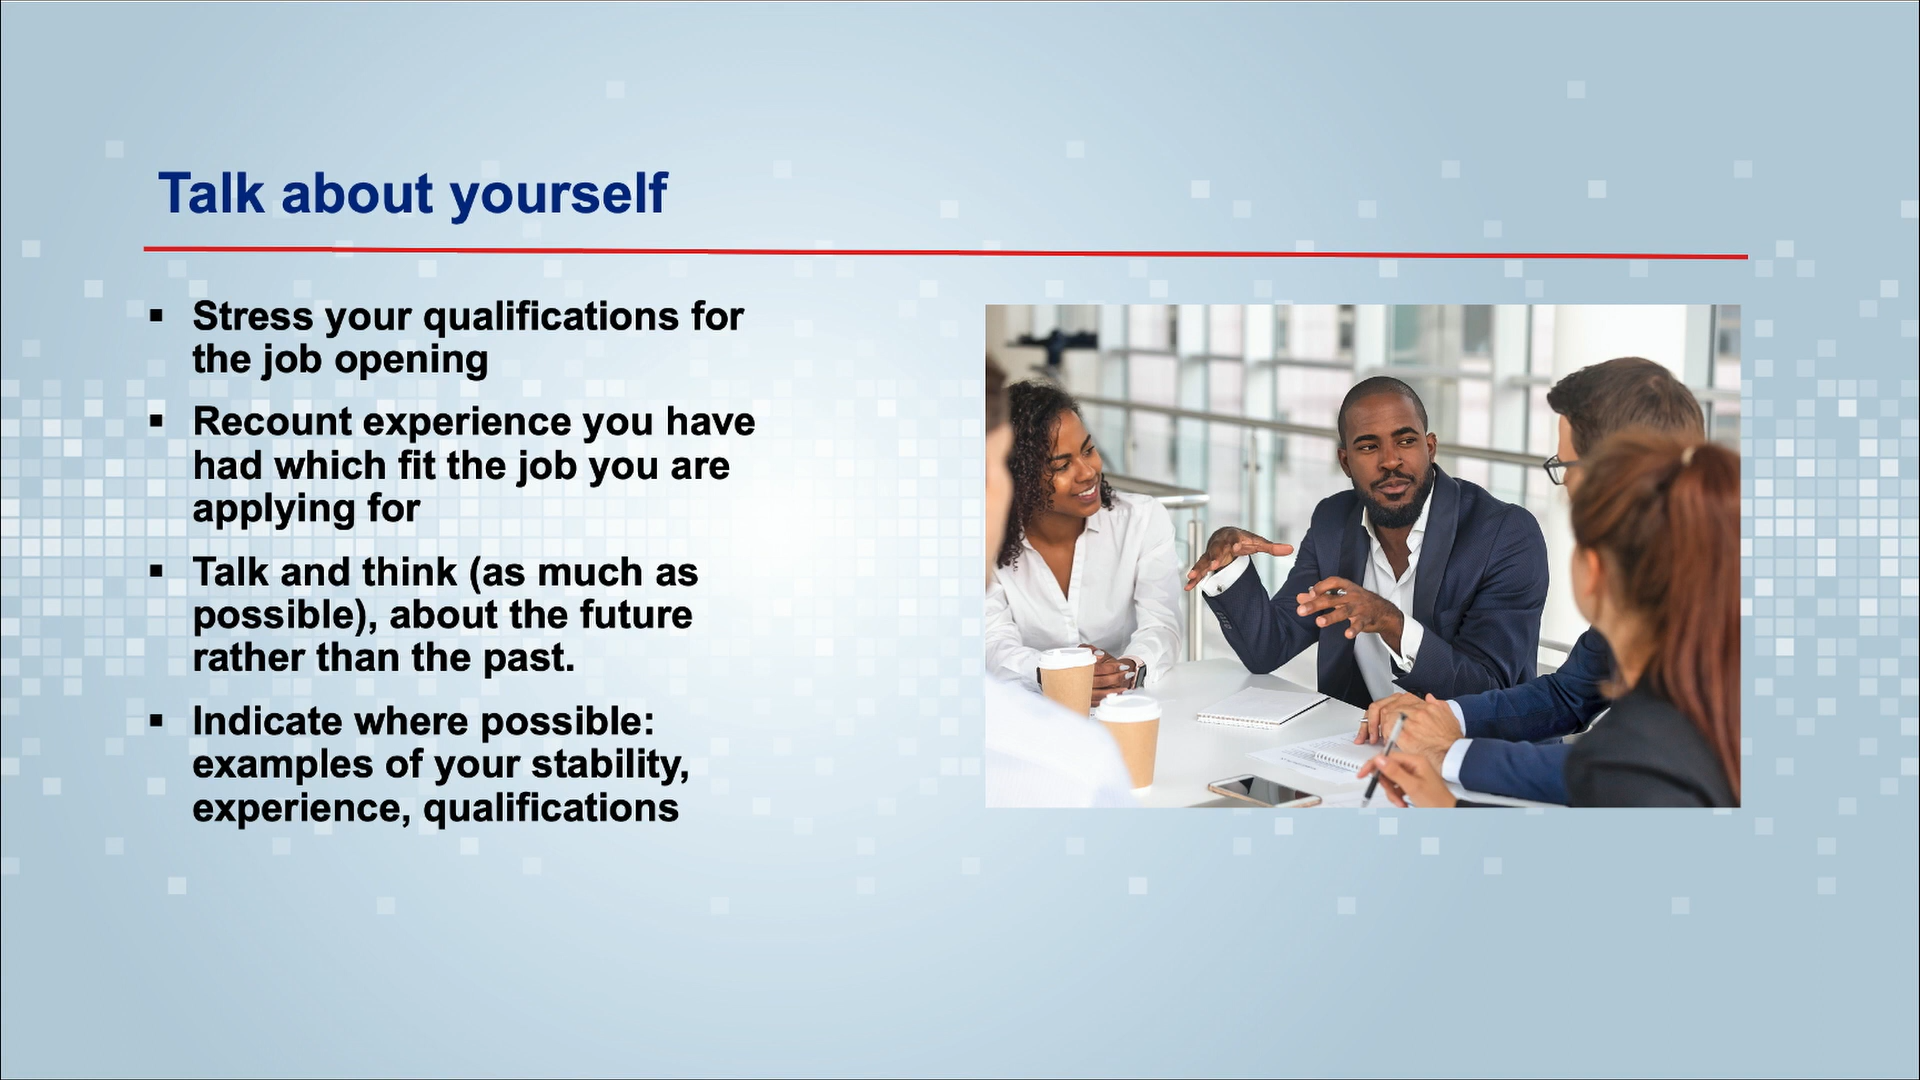 Talk about yourself
▪ Stress your qualifications for
the job opening
▪ Recount experience you have
had which fit the job you are
applying for
▪ Talk and think (as much as
possible), about the future
rather than the past.
▪ Indicate where possible:
examples of your stability,
experience, qualifications